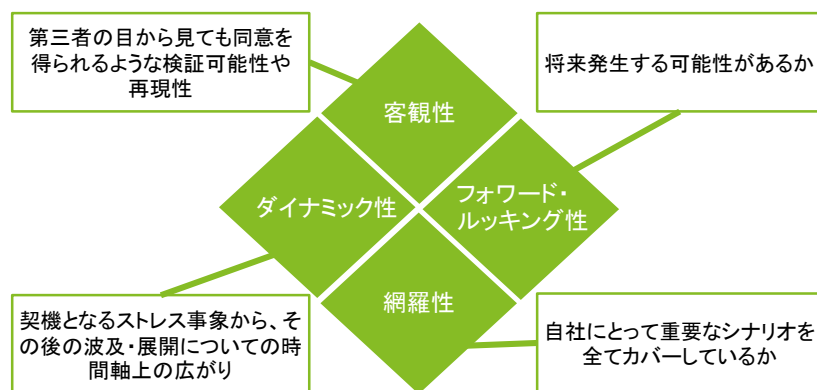 第三者の目から見ても同意を
得られるような検証可能性や
再現性
将来発生する可能性があるか
客観性
ダイナミック性
フォワード・
ルッキング性
網羅性
契機となるストレス事象から、そ
の後の波及・展開についての時
間軸上の広がり
自社にとって重要なシナリオを
全てカバーしているか